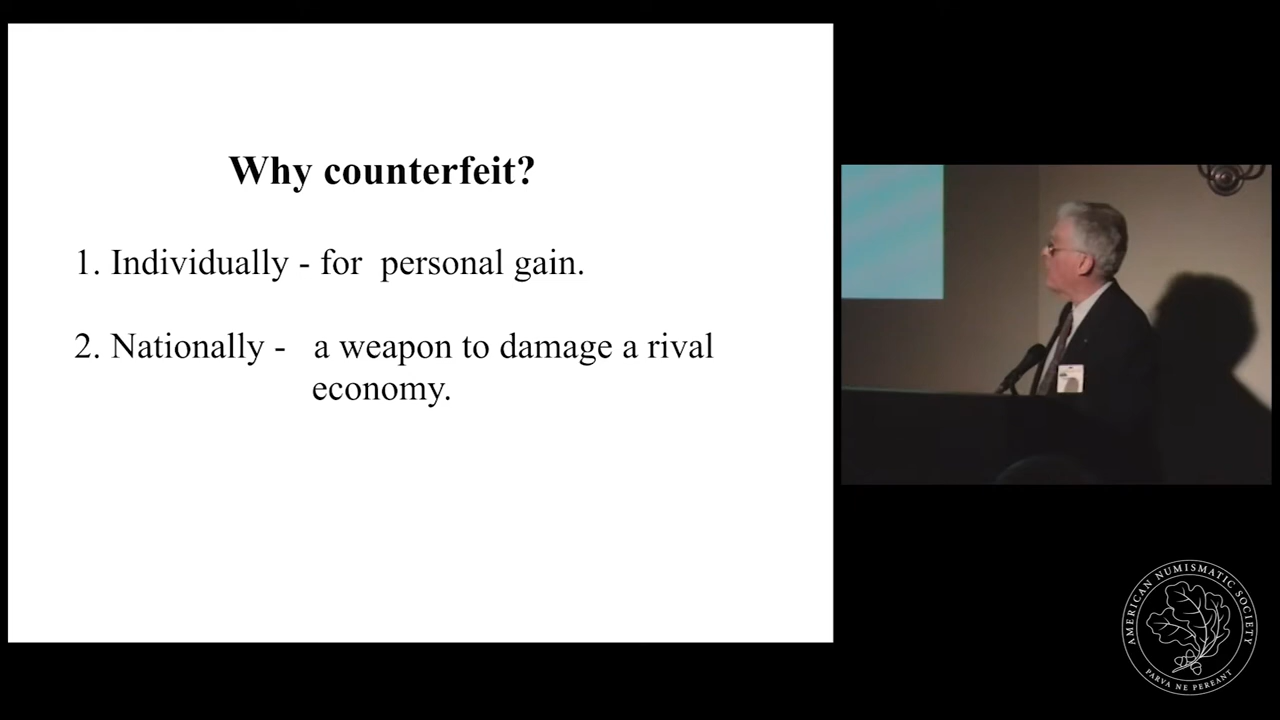 Why counterfeit?
1. Individually - for personal gain.
2. Nationally - a weapon to damage a rival
economy.
AMERICAN NUMISMATIC SOCIETY
PARVA NE PEREANT